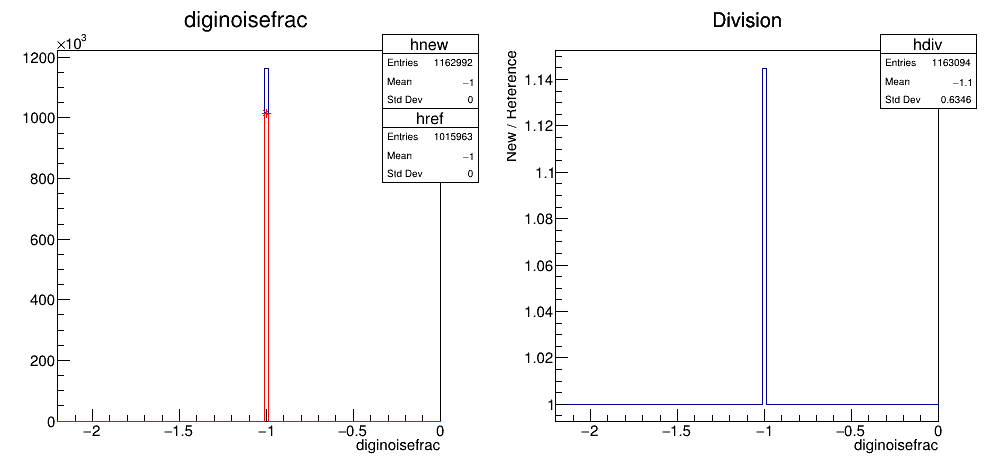 diginoisefrac
×10³
1200
1000
800
600
400
200
0
−2
−1.5
−1
−0.5
0
diginoisefrac
hnew
Entries 1162992
Mean −1
Std Dev 0
href
Entries 1015963
Mean −1
Std Dev 0
Division
New / Reference
1.14
1.12
1.1
1.08
1.06
1.04
1.02
1
−2
−1.5
−1
−0.5
0
diginoisefrac
hdiv
Entries 1163094
Mean −1.1
Std Dev 0.6346